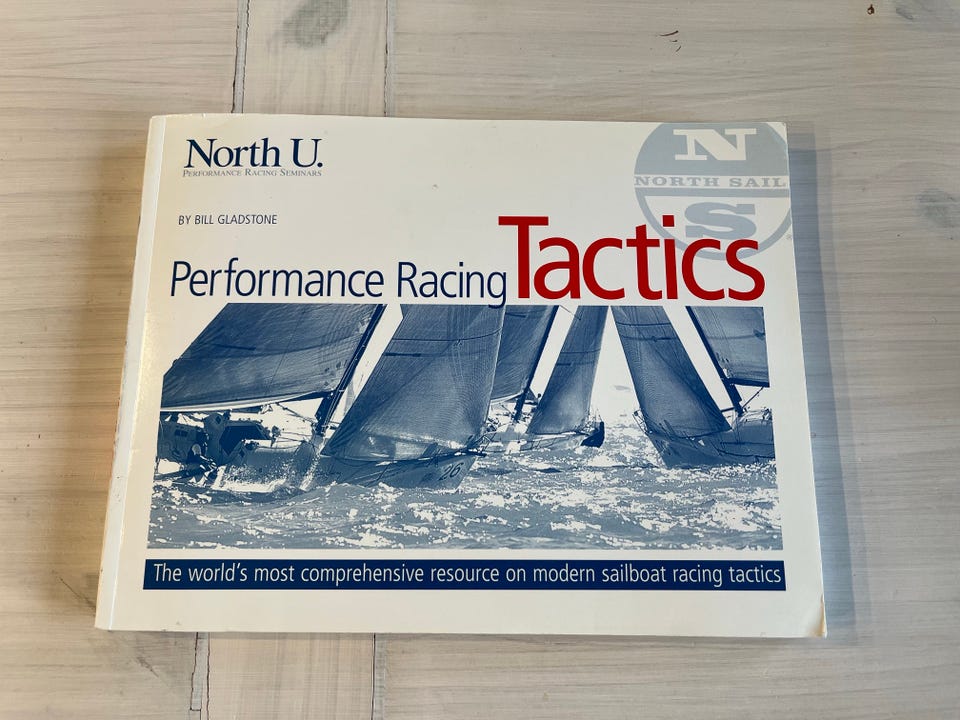 North U.
PERFORMANCE RACING SEMINARS
N
NORTH SAIL
S
BY BILL GLADSTONE
Performance Racing Tactics
26
The world's most comprehensive resource on modern sailboat racing tactics